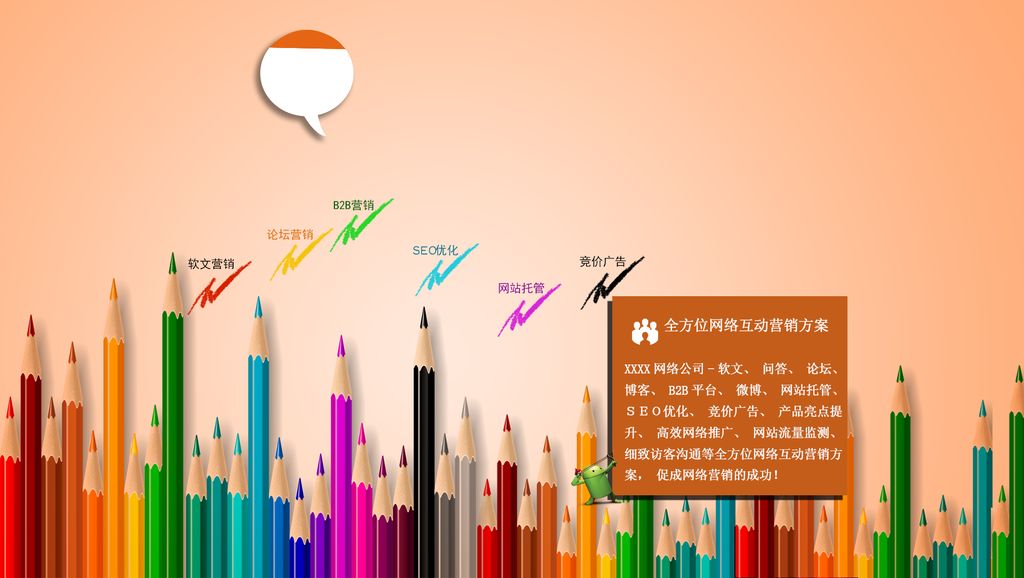 B2B营销
论坛营销
SEO优化
软文营销
竞价广告
网站托管
全方位网络互动营销方案
XXXX网络公司-软文、 问答、 论坛、
博客、 B2B平台、 微博、 网站托管、
ＳＥＯ优化、 竞价广告、 产品亮点提
升、 高效网络推广、 网站流量监测、
细致访客沟通等全方位网络互动营销方
案， 促成网络营销的成功！